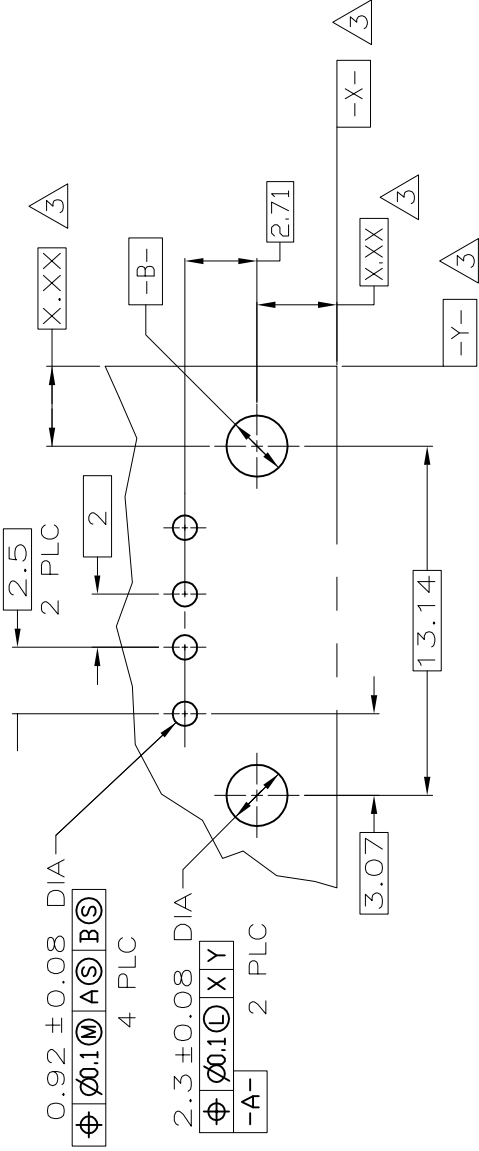 0.92 ±0.08 DIA
⌖ Ø0.1Ⓜ AⓈ BⓈ
4 PLC
2.3 ±0.08 DIA
⌖ Ø0.1Ⓛ X Y
-A-
2 PLC
2.5
2 PLC
2
X.XX
3
-B-
2.71
-X-
3
X.XX
3
-Y-
3
13.14
3.07